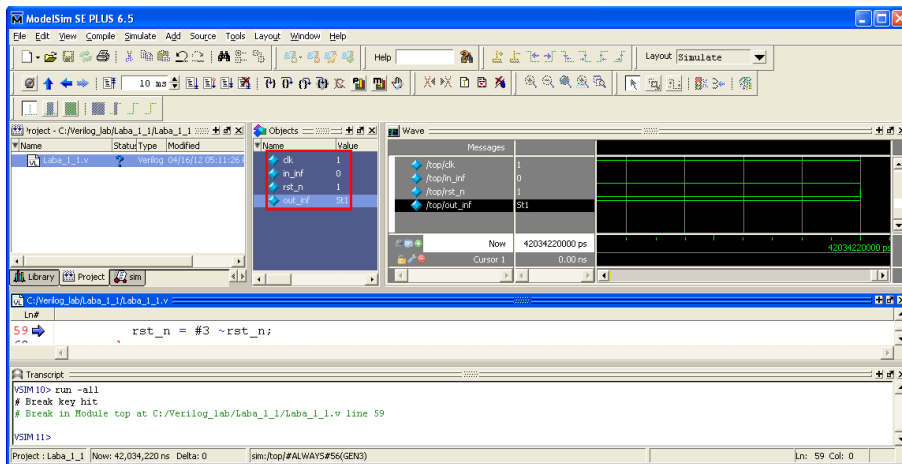 ModelSim SE PLUS 6.5
File Edit View Compile Simulate Add Source Tools Layout Window Help
Help Layout Simulate
10 ms
Project - C:/Verilog_lab/Laba_1_1/Laba_1_1
Name Status Type Modified
Laba_1_1.v ? Verilog 04/16/12 05:11:26
Objects
Name Value
clk 1
in_inf 0
rst_n 1
out_inf St1
Wave
Messages
/top/clk 1
/top/in_inf 0
/top/rst_n 1
/top/out_inf St1
Now 42034220000 ps
42034220000 ps
Cursor 1 0.00 ns
Library Project sim
C:/Verilog_lab/Laba_1_1/Laba_1_1.v
Ln#
59 rst_n = #3 ~rst_n;
Transcript
VSIM 10> run -all
# Break key hit
# Break in Module top at C:/Verilog_lab/Laba_1_1/Laba_1_1.v line 59
VSIM 11>
Project : Laba_1_1 Now: 42,034,220 ns Delta: 0 sim:/top/#ALWAYS#56(GEN3) Ln: 59 Col: 0